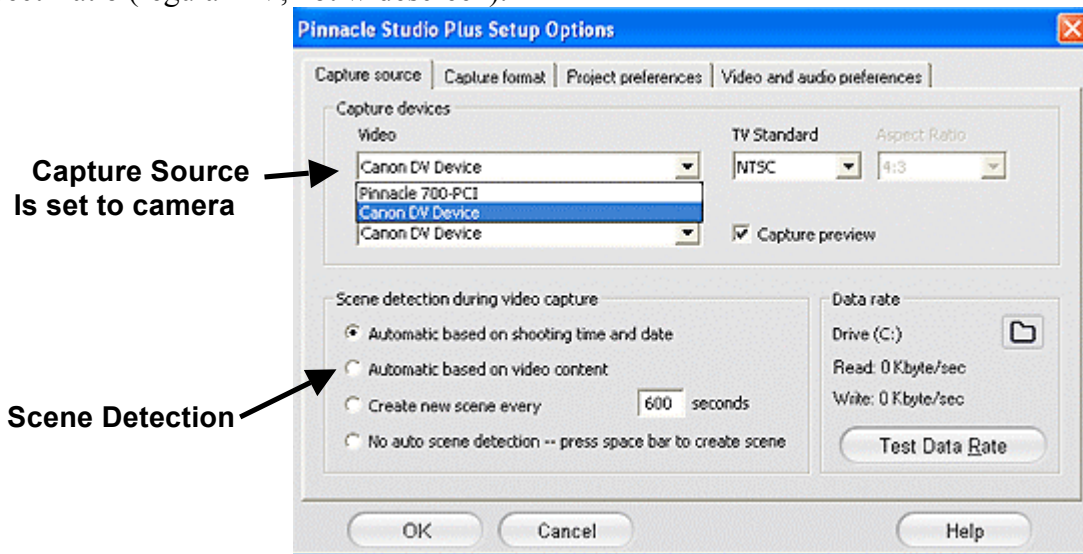 ratio (regular TV, not widescreen).
Pinnacle Studio Plus Setup Options
Capture source
Capture format
Project preferences
Video and audio preferences
Capture devices
Video
TV Standard
Aspect Ratio
Capture Source
Is set to camera
Canon DV Device
NTSC
4:3
Pinnacle 700-PCI
Canon DV Device
Canon DV Device
Capture preview
Scene detection during video capture
Automatic based on shooting time and date
Automatic based on video content
Create new scene every 600 seconds
No auto scene detection -- press space bar to create scene
Scene Detection
Data rate
Drive (C:)
Read: 0 Kbyte/sec
Write: 0 Kbyte/sec
Test Data Rate
OK
Cancel
Help